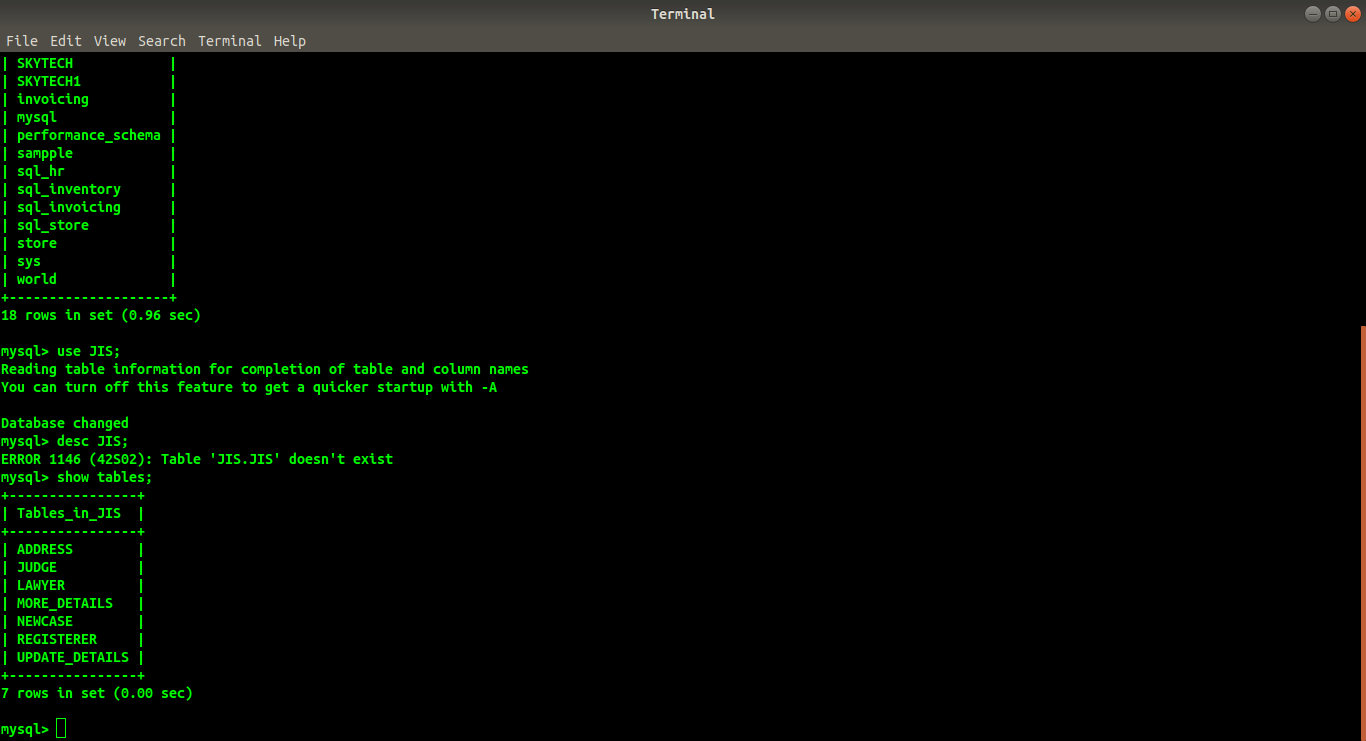 Terminal
File Edit View Search Terminal Help
| SKYTECH            |
| SKYTECH1           |
| invoicing          |
| mysql              |
| performance_schema |
| sampple            |
| sql_hr             |
| sql_inventory      |
| sql_invoicing      |
| sql_store          |
| store              |
| sys                |
| world              |
+--------------------+
18 rows in set (0.96 sec)
mysql> use JIS;
Reading table information for completion of table and column names
You can turn off this feature to get a quicker startup with -A
Database changed
mysql> desc JIS;
ERROR 1146 (42S02): Table 'JIS.JIS' doesn't exist
mysql> show tables;
+----------------+
| Tables_in_JIS  |
+----------------+
| ADDRESS        |
| JUDGE          |
| LAWYER         |
| MORE_DETAILS   |
| NEWCASE        |
| REGISTERER     |
| UPDATE_DETAILS |
+----------------+
7 rows in set (0.00 sec)
mysql>